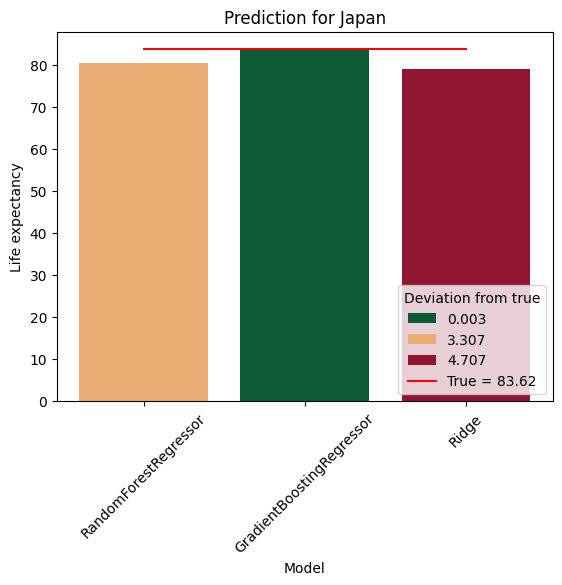 Prediction for Japan
Life expectancy
80
70
60
50
40
30
20
10
0
Deviation from true
0.003
3.307
4.707
True = 83.62
RandomForestRegressor
GradientBoostingRegressor
Ridge
Model